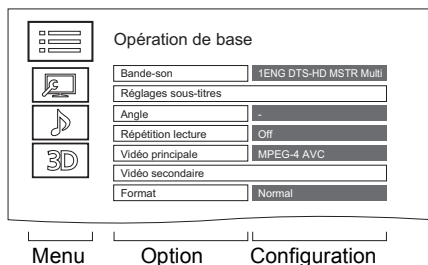 Opération de base
Bande-son 1ENG DTS-HD MSTR Multi
Réglages sous-titres
Angle -
Répétition lecture Off
Vidéo principale MPEG-4 AVC
Vidéo secondaire
Format Normal
3D
Menu Option Configuration